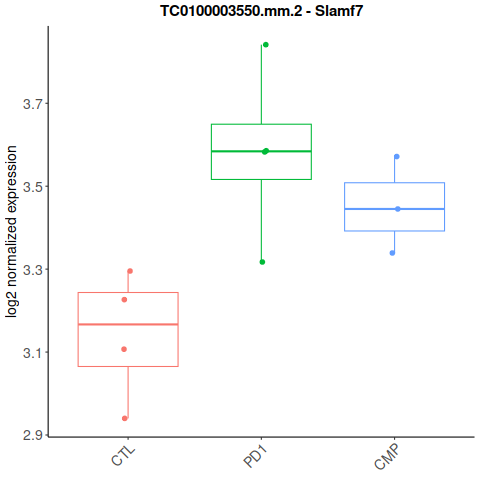 TC0100003550.mm.2 - Slamf7
log2 normalized expression
3.7
3.5
3.3
3.1
2.9
CTL
PD1
CMP